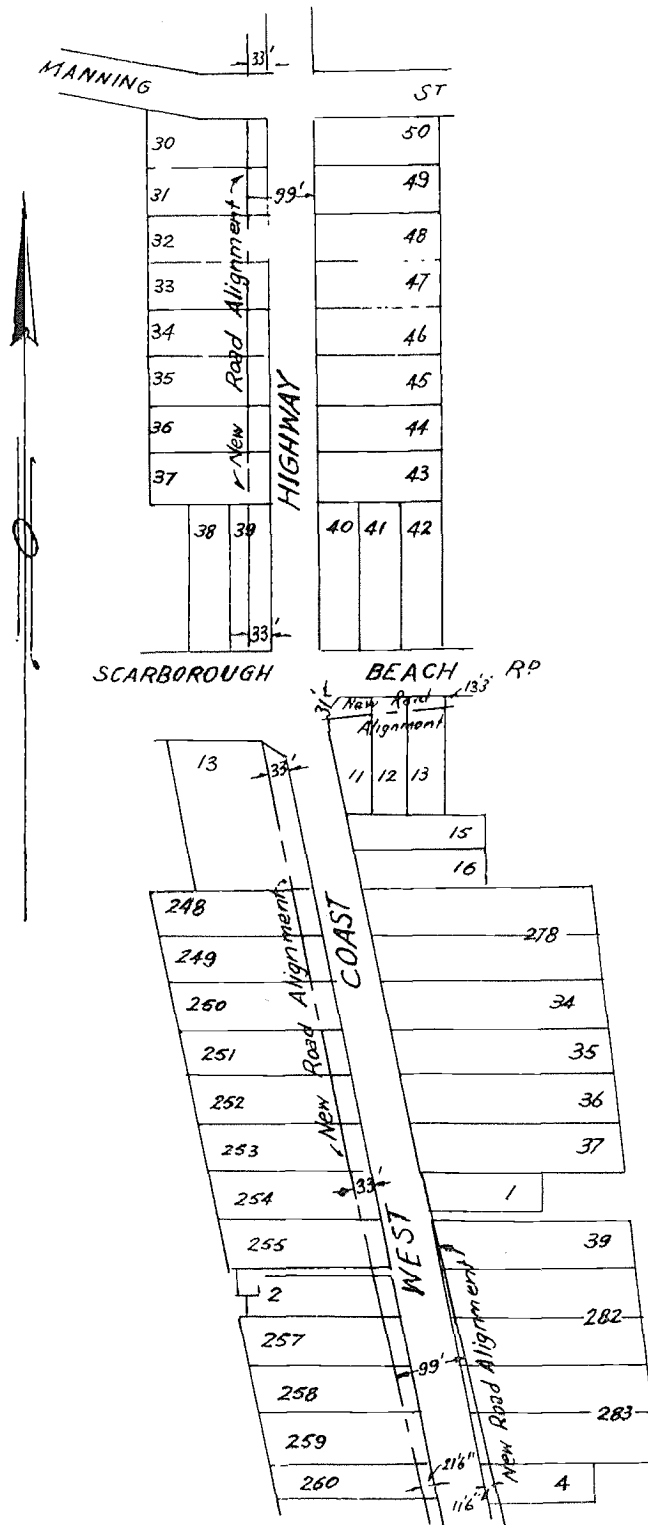 33'
MANNING ST
30 50
31 99' 49
32 48
33 47
34 46
35 45
36 44
37 43
New Road Alignment
HIGHWAY
38 39 40 41 42
33'
SCARBOROUGH BEACH RD
31' New Road Alignment 13'3"
13 33' 11 12 13
15
16
248
278
249
250 34
251 35
252 36
253 37
New Road Alignment
COAST
254 33' 1
255 39
WEST
2 282
257
99'
258
283
259
New Road Alignment
260 21'6" 11'6" 4